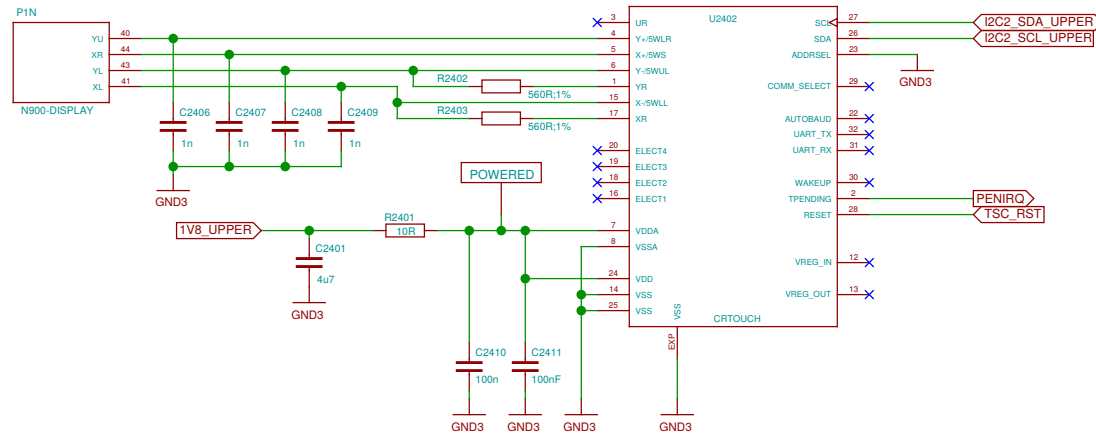 P1N
YU 40
XR 44
YL 43
XL 41
N900-DISPLAY
C2406
1n
C2407
1n
C2408
1n
C2409
1n
GND3
R2402
560R;1%
R2403
560R;1%
POWERED
1V8_UPPER
R2401
10R
C2401
4u7
GND3
C2410
100n
C2411
100nF
GND3
GND3
GND3
GND3
U2402
3 UR
4 Y+/5WLR
5 X+/5WS
6 Y-/5WUL
1 YR
15 X-/5WLL
17 XR
20 ELECT4
19 ELECT3
18 ELECT2
16 ELECT1
7 VDDA
8 VSSA
24 VDD
14 VSS
25 VSS
VSS
EXP
CRTOUCH
SCL 27
SDA 26
ADDRSEL 23
COMM_SELECT 29
AUTOBAUD 22
UART_TX 32
UART_RX 31
WAKEUP 30
TPENDING 2
RESET 28
VREG_IN 12
VREG_OUT 13
I2C2_SDA_UPPER
I2C2_SCL_UPPER
GND3
PENIRQ
TSC_RST